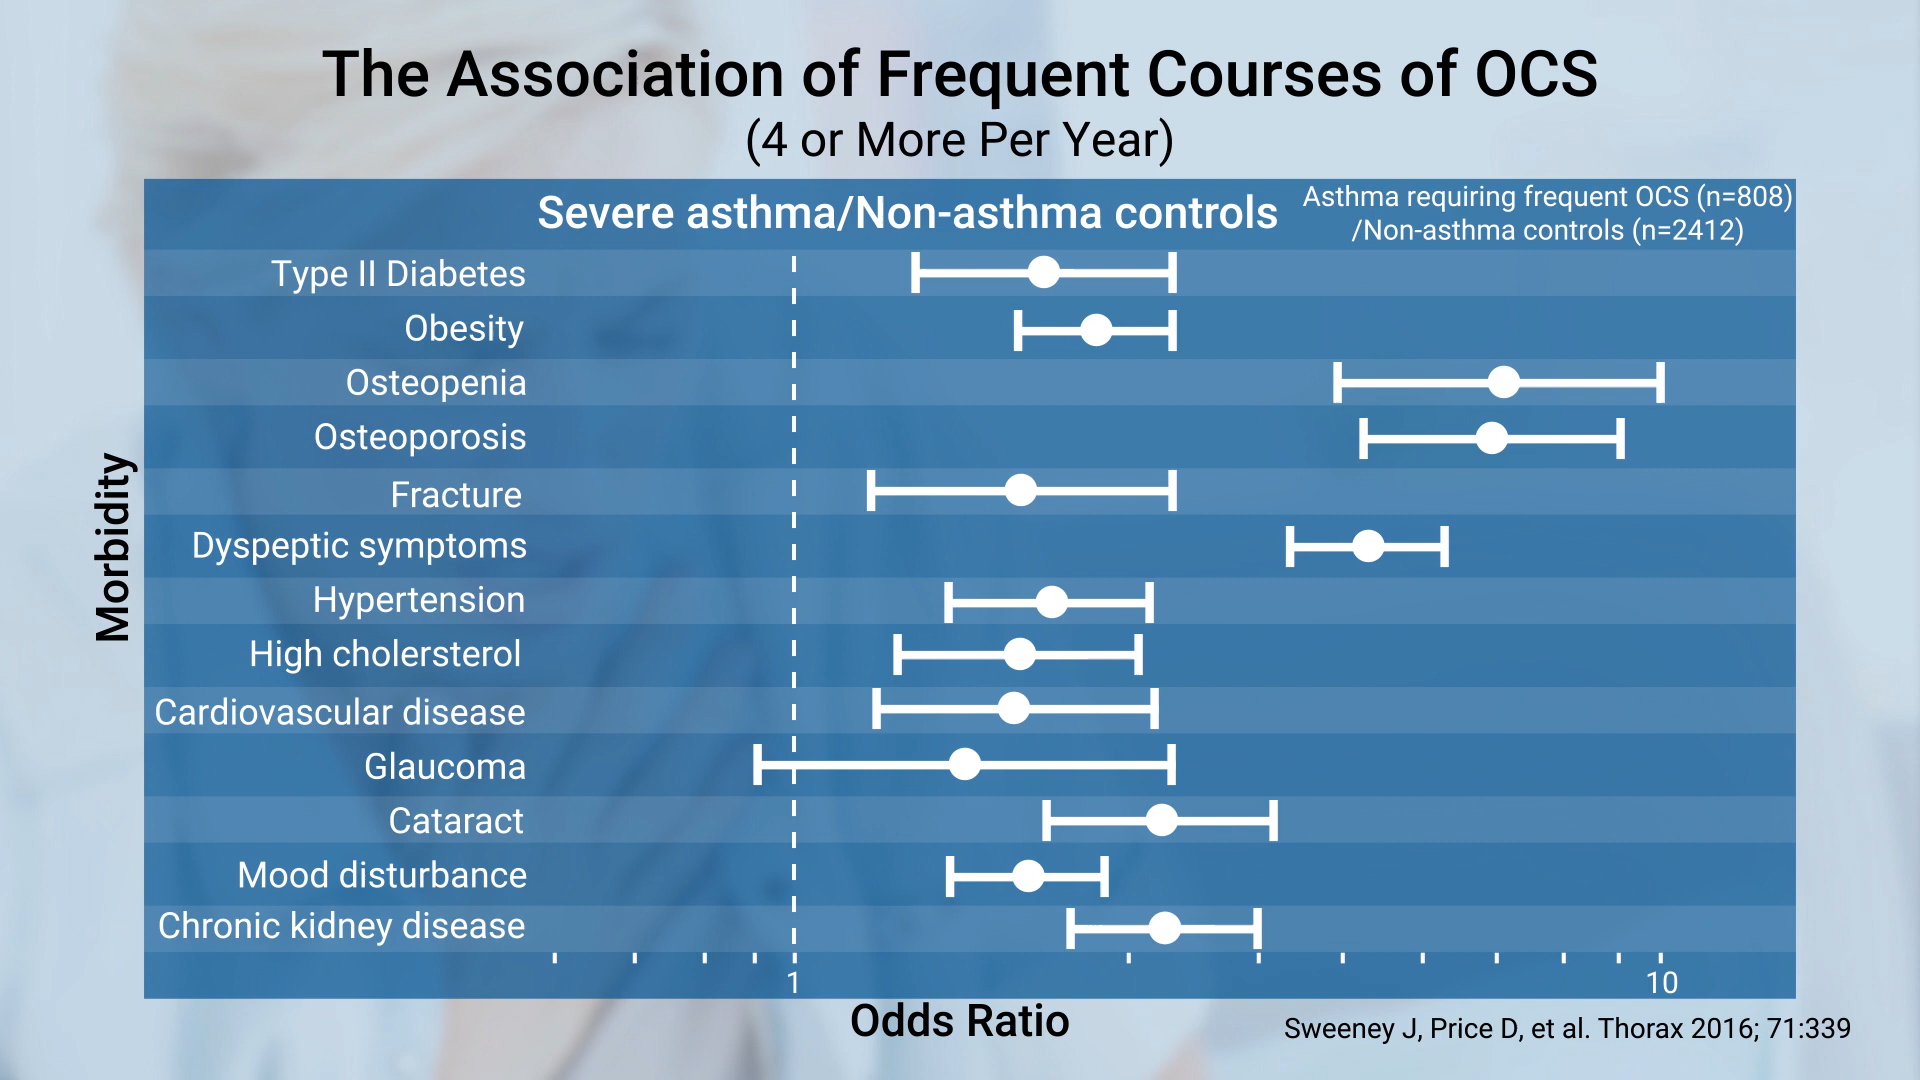 The Association of Frequent Courses of OCS
(4 or More Per Year)
Severe asthma/Non-asthma controls
Asthma requiring frequent OCS (n=808)
/Non-asthma controls (n=2412)
Morbidity
Type II Diabetes
Obesity
Osteopenia
Osteoporosis
Fracture
Dyspeptic symptoms
Hypertension
High cholersterol
Cardiovascular disease
Glaucoma
Cataract
Mood disturbance
Chronic kidney disease
1
10
Odds Ratio
Sweeney J, Price D, et al. Thorax 2016; 71:339